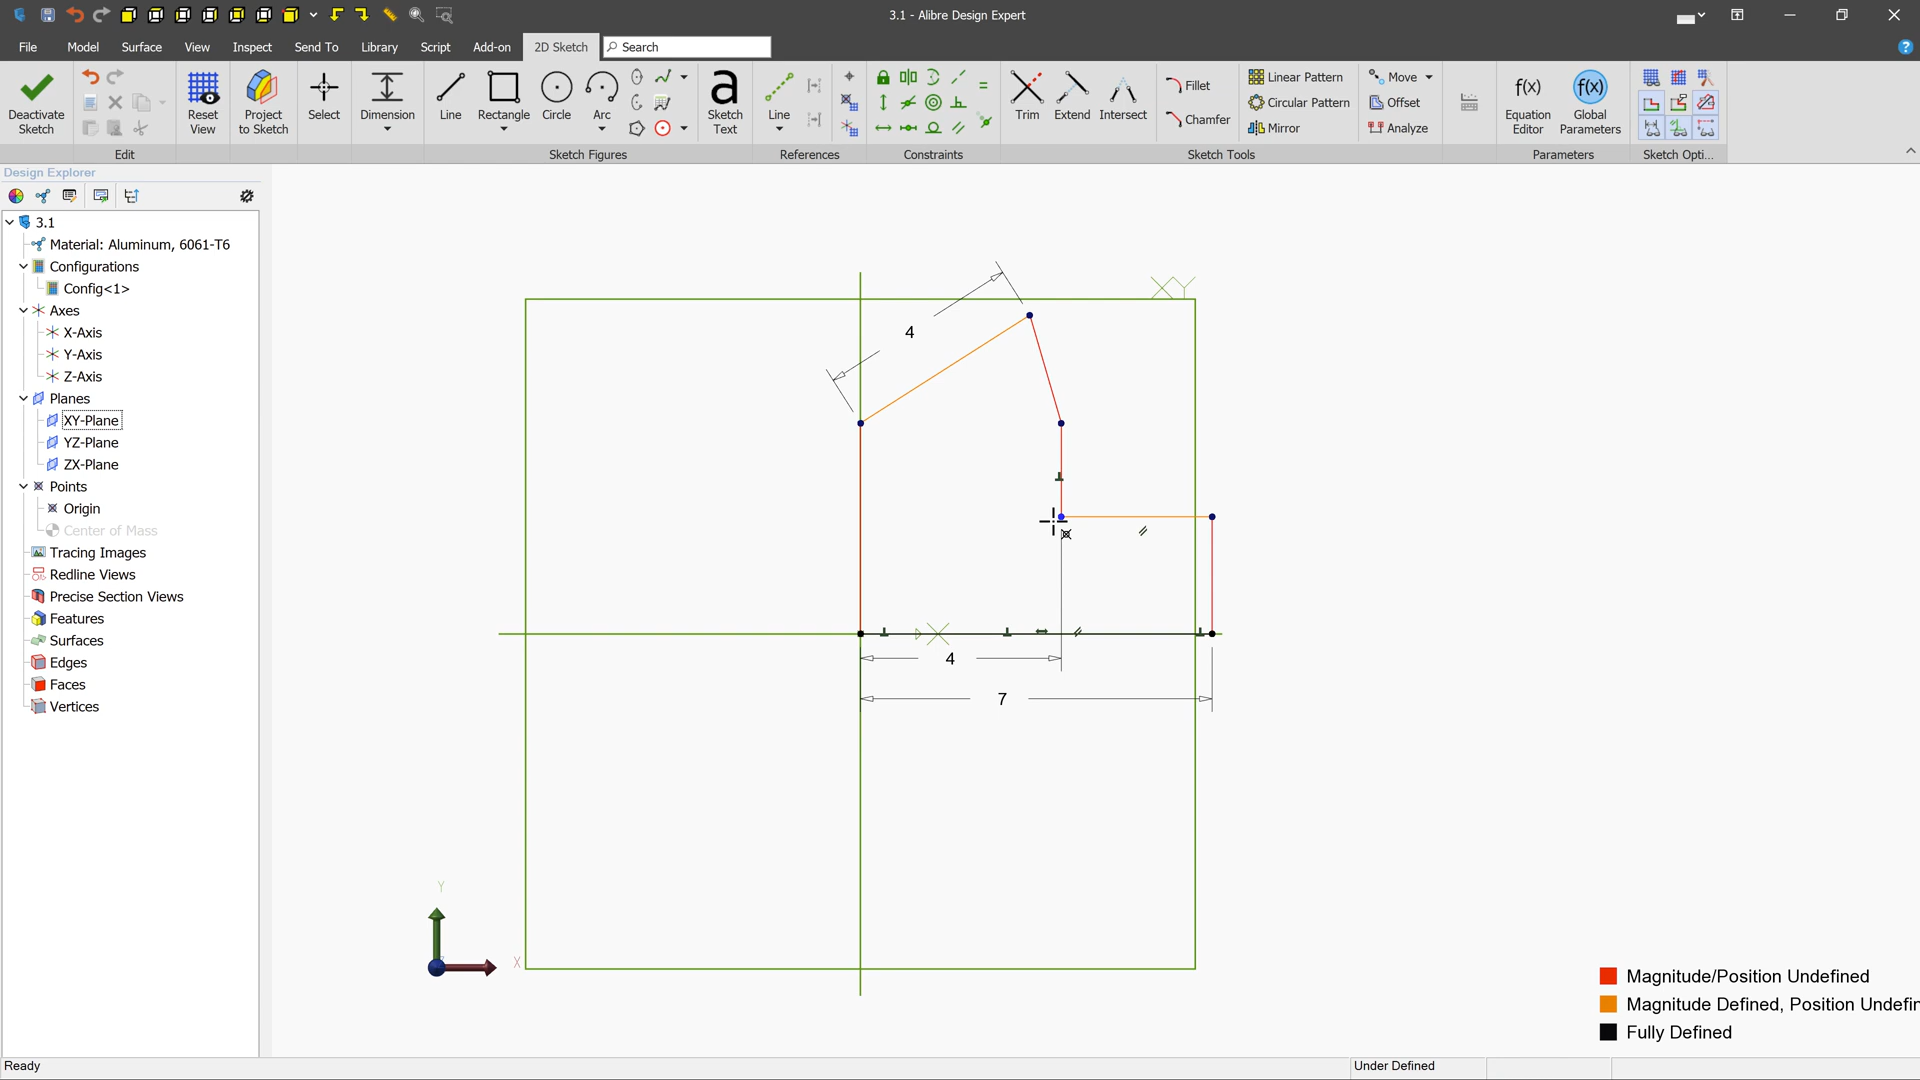 3.1 - Alibre Design Expert
File
Model
Surface
View
Inspect
Send To
Library
Script
Add-on
2D Sketch
Search
Deactivate
Sketch
Reset
View
Project
to Sketch
Select
Dimension
Line
Rectangle
Circle
Arc
Sketch
Text
Line
Trim
Extend
Intersect
Fillet
Chamfer
Linear Pattern
Circular Pattern
Mirror
Move
Offset
Analyze
Equation
Editor
Global
Parameters
Edit
Sketch Figures
References
Constraints
Sketch Tools
Parameters
Sketch Opti...
Design Explorer
3.1
Material: Aluminum, 6061-T6
Configurations
Config<1>
Axes
X-Axis
Y-Axis
Z-Axis
Planes
XY-Plane
YZ-Plane
ZX-Plane
Points
Origin
Center of Mass
Tracing Images
Redline Views
Precise Section Views
Features
Surfaces
Edges
Faces
Vertices
XY
4
4
7
Y
X
Magnitude/Position Undefined
Magnitude Defined, Position Undefin
Fully Defined
Ready
Under Defined